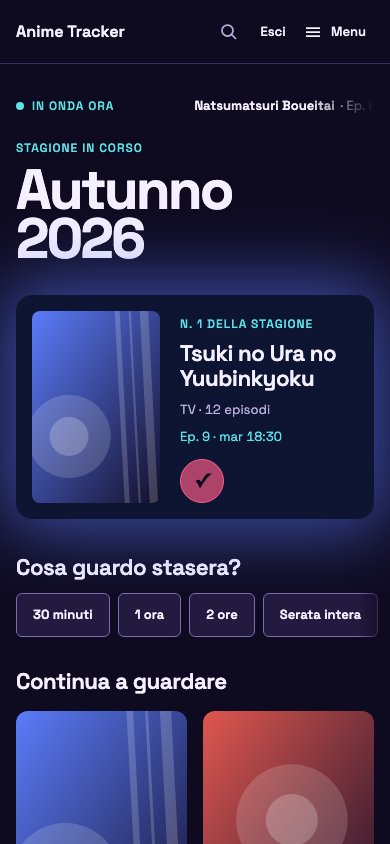 Anime Tracker
Esci
Menu
IN ONDA ORA
Natsumatsuri Boueitai · Ep.
STAGIONE IN CORSO
Autunno
2026
N. 1 DELLA STAGIONE
Tsuki no Ura no
Yuubinkyoku
TV · 12 episodi
Ep. 9 · mar 18:30
Cosa guardo stasera?
30 minuti
1 ora
2 ore
Serata intera
Continua a guardare